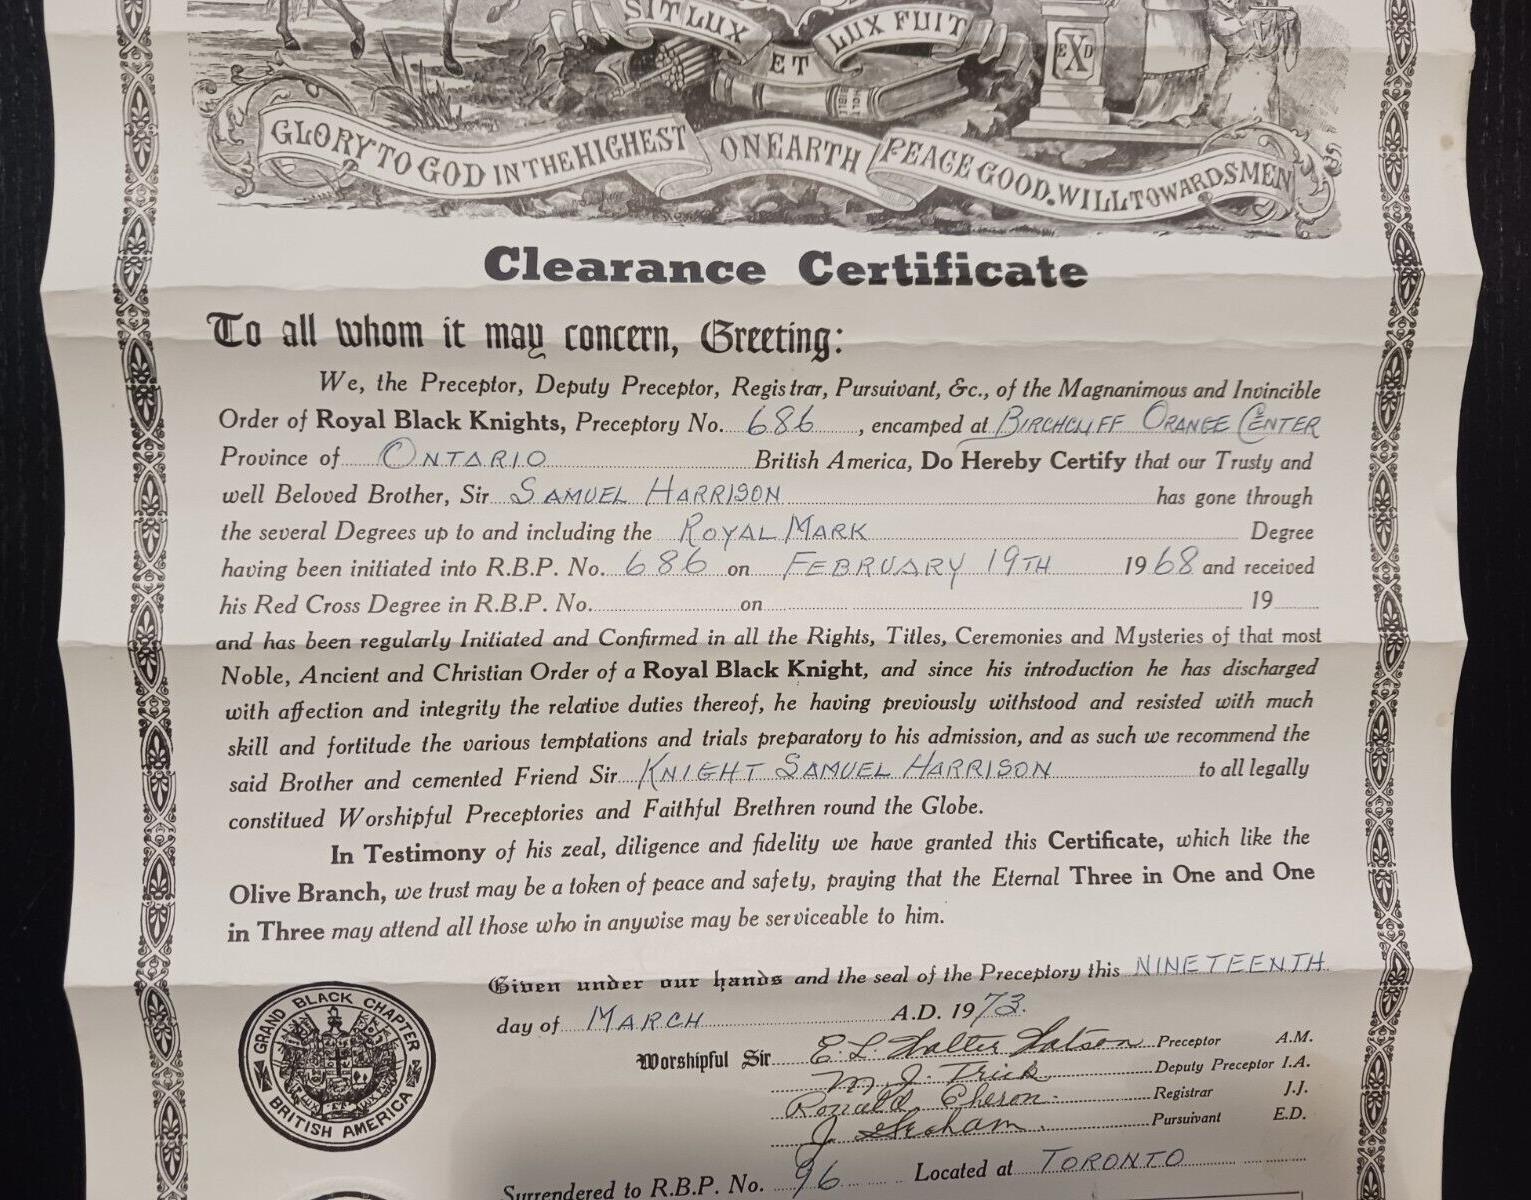 SIT LUX ET LUX FUIT
HOLY BIBLE
EXD
GLORY TO GOD IN THE HIGHEST ON EARTH PEACE GOOD.WILL TOWARDS MEN
Clearance Certificate
To all whom it may concern, Greeting:
We, the Preceptor, Deputy Preceptor, Registrar, Pursuivant, &c., of the Magnanimous and Invincible
Order of Royal Black Knights, Preceptory No. 686, encamped at BIRCHCLIFF ORANGE CENTER
Province of ONTARIO British America, Do Hereby Certify that our Trusty and
well Beloved Brother, Sir SAMUEL HARRISON has gone through
the several Degrees up to and including the ROYAL MARK Degree
having been initiated into R.B.P. No. 686 on FEBRUARY 19TH 1968 and received
his Red Cross Degree in R.B.P. No. on 19
and has been regularly Initiated and Confirmed in all the Rights, Titles, Ceremonies and Mysteries of that most
Noble, Ancient and Christian Order of a Royal Black Knight, and since his introduction he has discharged
with affection and integrity the relative duties thereof, he having previously withstood and resisted with much
skill and fortitude the various temptations and trials preparatory to his admission, and as such we recommend the
said Brother and cemented Friend Sir KNIGHT SAMUEL HARRISON to all legally
constitued Worshipful Preceptories and Faithful Brethren round the Globe.
In Testimony of his zeal, diligence and fidelity we have granted this Certificate, which like the
Olive Branch, we trust may be a token of peace and safety, praying that the Eternal Three in One and One
in Three may attend all those who in anywise may be serviceable to him.
Given under our hands and the seal of the Preceptory this NINETEENTH
day of MARCH A.D. 1973.
GRAND BLACK CHAPTER
BRITISH AMERICA
Worshipful Sir E. L. Walter Watson Preceptor A.M.
M. J. Trick Deputy Preceptor I.A.
Ronald Cheron. Registrar J.J.
J. Graham. Pursuivant E.D.
Surrendered to R.B.P. No. 96 Located at TORONTO